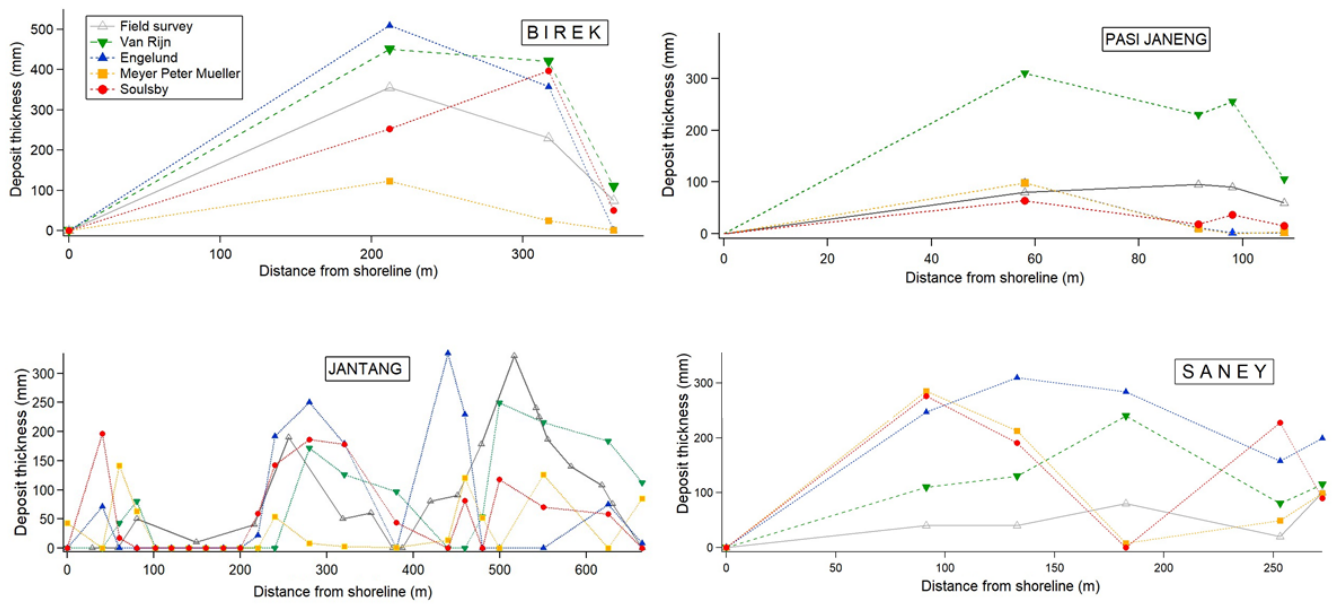 BIREK
Field survey
Van Rijn
Engelund
Meyer Peter Mueller
Soulsby
Deposit thickness (mm)
500
400
300
200
100
0
0 100 200 300
Distance from shoreline (m)
PASI JANENG
Deposit thickness (mm)
300
200
100
0
0 20 40 60 80 100
Distance from shoreline (m)
JANTANG
Deposit thickness (mm)
300
250
200
150
100
50
0
0 100 200 300 400 500 600
Distance from shoreline (m)
SANEY
Deposit thickness (mm)
300
200
100
0
0 50 100 150 200 250
Distance from shoreline (m)